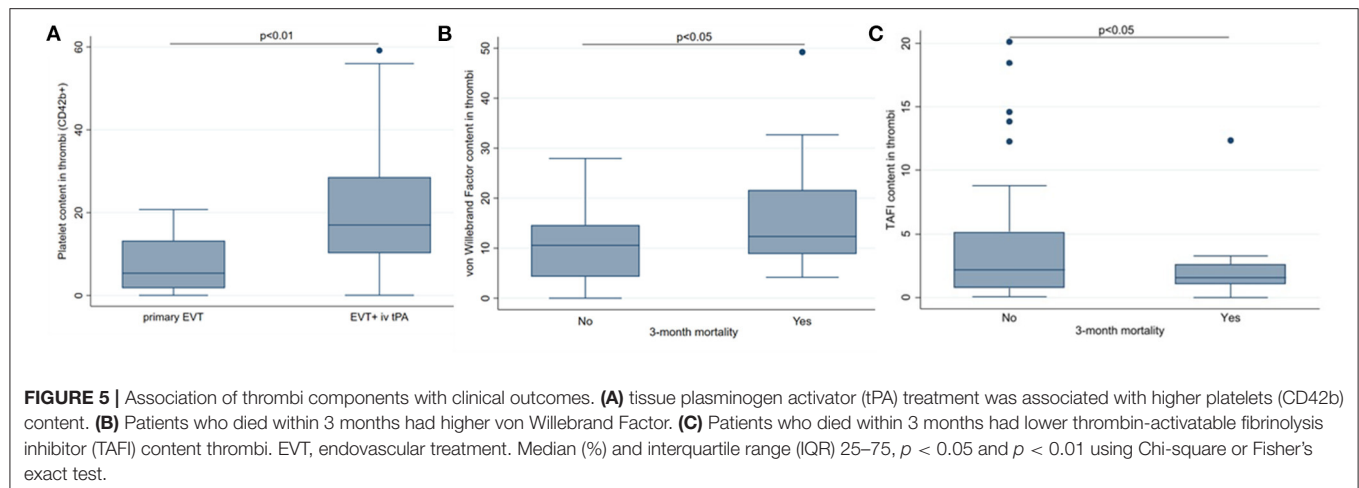 A
p<0.01
60
40
20
0
Platelet content in thrombi (CD42b+)
primary EVT
EVT+ iv tPA
B
p<0.05
50
40
30
20
10
0
von Willebrand Factor content in thrombi
No
Yes
3-month mortality
C
p<0.05
20
15
10
5
0
TAFI content in thrombi
No
Yes
3-month mortality
FIGURE 5 | Association of thrombi components with clinical outcomes. (A) tissue plasminogen activator (tPA) treatment was associated with higher platelets (CD42b)
content. (B) Patients who died within 3 months had higher von Willebrand Factor. (C) Patients who died within 3 months had lower thrombin-activatable fibrinolysis
inhibitor (TAFI) content thrombi. EVT, endovascular treatment. Median (%) and interquartile range (IQR) 25–75, p < 0.05 and p < 0.01 using Chi-square or Fisher's
exact test.